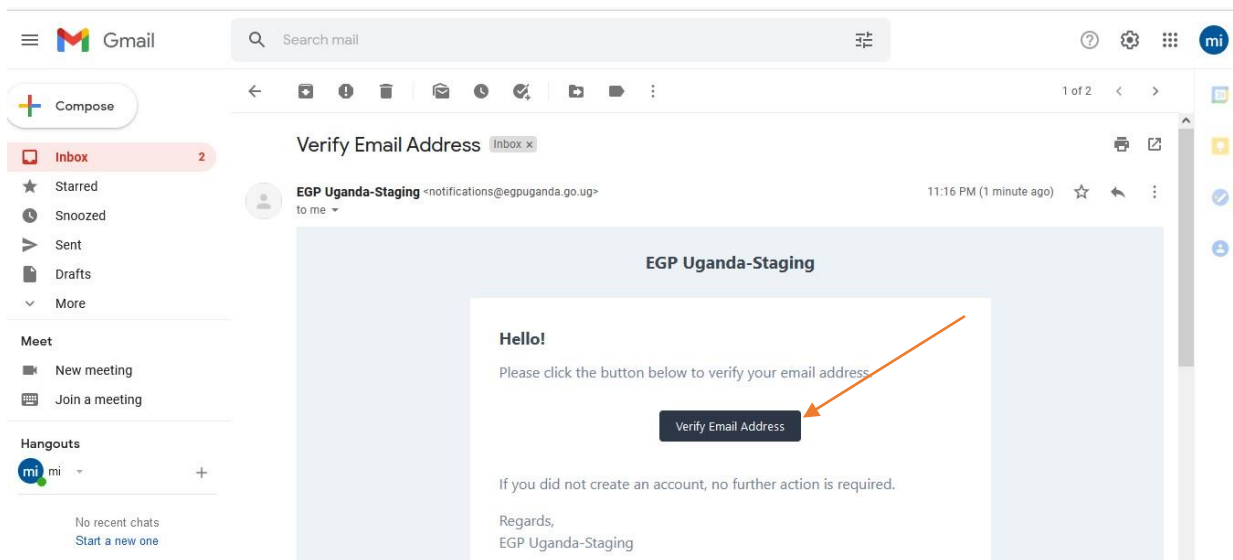 Gmail
Search mail
mi
Compose
1 of 2
31
Verify Email Address Inbox x
Inbox 2
Starred
EGP Uganda-Staging <notifications@egpuganda.go.ug> 11:16 PM (1 minute ago)
to me
Snoozed
Sent
Drafts
More
EGP Uganda-Staging
Hello!
Please click the button below to verify your email address.
Verify Email Address
If you did not create an account, no further action is required.
Regards,
EGP Uganda-Staging
Meet
New meeting
Join a meeting
Hangouts
mi mi
No recent chats
Start a new one